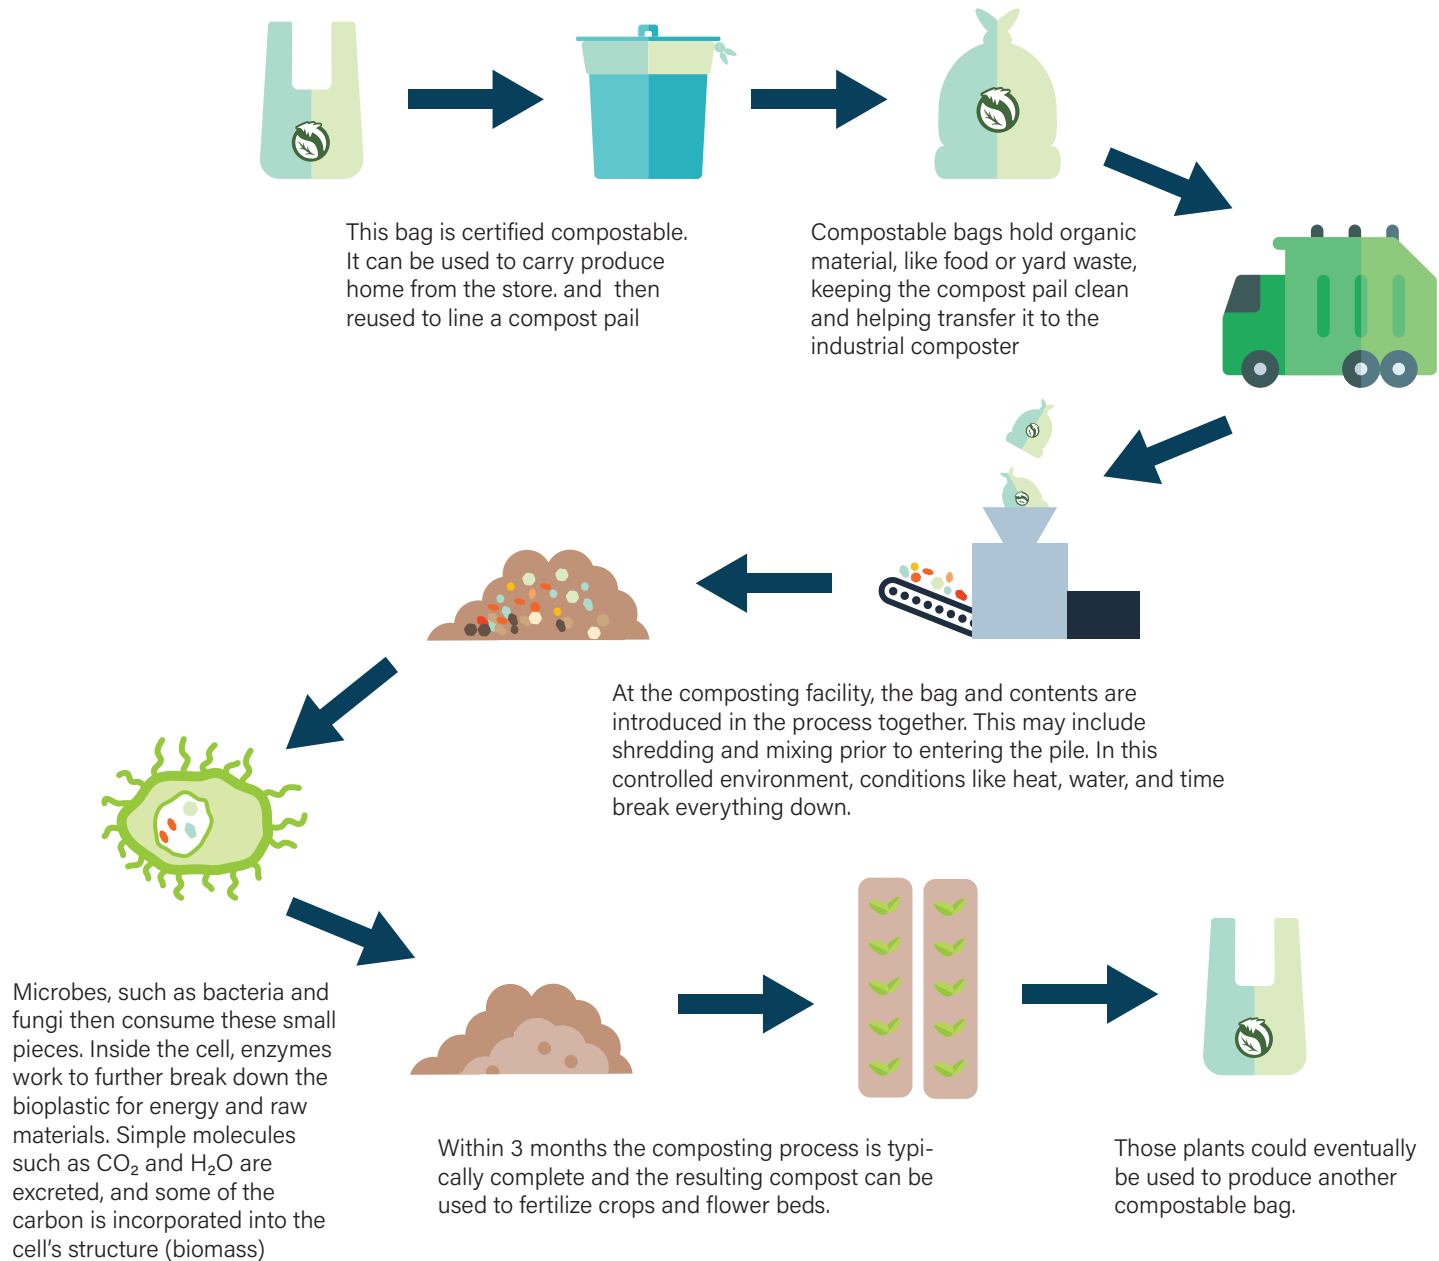 This bag is certified compostable.
It can be used to carry produce
home from the store. and  then
reused to line a compost pail
Compostable bags hold organic
material, like food or yard waste,
keeping the compost pail clean
and helping transfer it to the
industrial composter
At the composting facility, the bag and contents are
introduced in the process together. This may include
shredding and mixing prior to entering the pile. In this
controlled environment, conditions like heat, water, and time
break everything down.
Microbes, such as bacteria and
fungi then consume these small
pieces. Inside the cell, enzymes
work to further break down the
bioplastic for energy and raw
materials. Simple molecules
such as CO₂ and H₂O are
excreted, and some of the
carbon is incorporated into the
cell’s structure (biomass)
Within 3 months the composting process is typi-
cally complete and the resulting compost can be
used to fertilize crops and flower beds.
Those plants could eventually
be used to produce another
compostable bag.